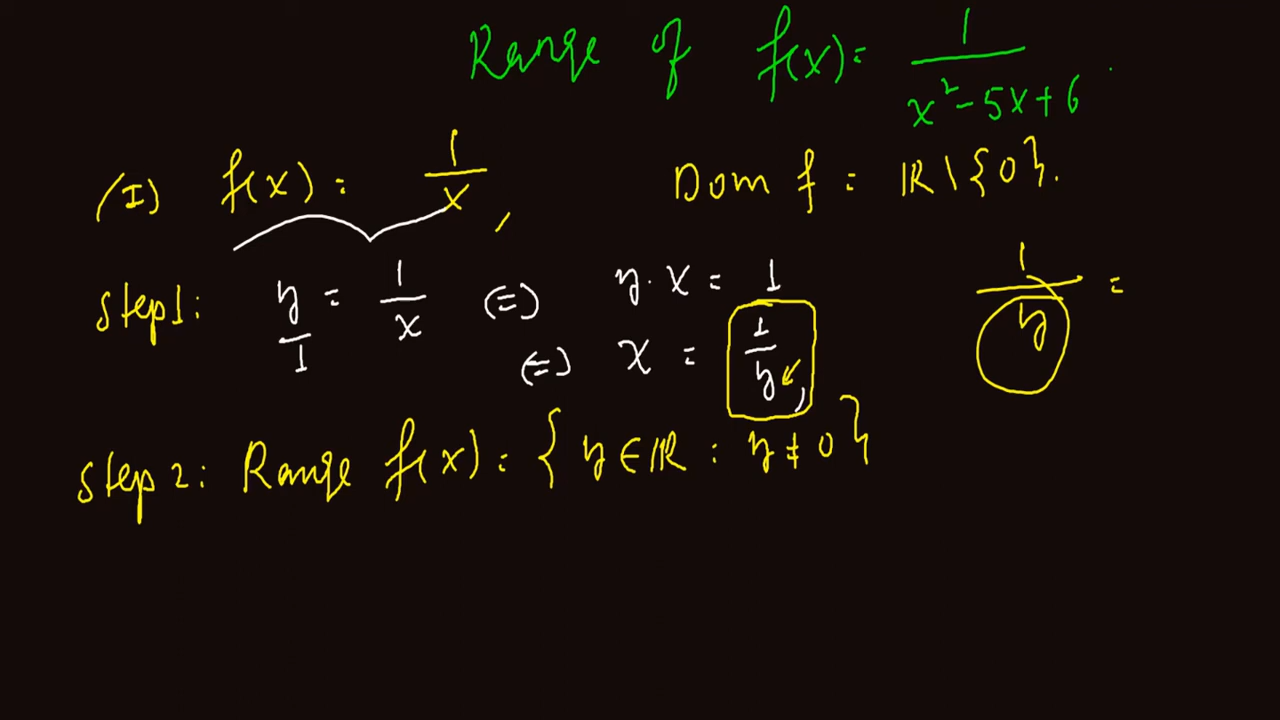 Range of f(x) = 1/(x² - 5x + 6)
(I) f(x) = 1/x , Dom f = ℝ \ {0}.
Step 1: y/1 = 1/x (=) y · x = 1
(=) x = 1/y ,
1/y =
Step 2: Range f(x) = { y ∈ ℝ : y ≠ 0 }